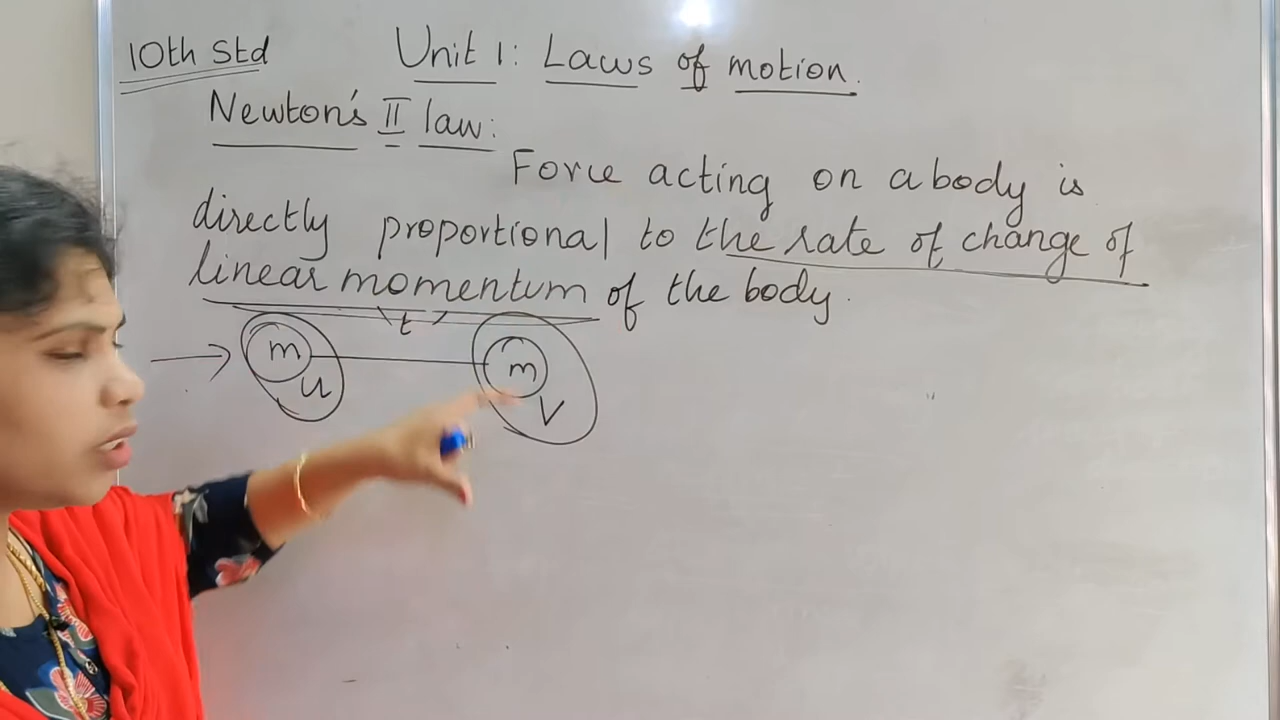 10th Std
Unit 1: Laws of motion.
Newton's II law:
Force acting on a body is
directly proportional to the rate of change of
linear momentum of the body.
t
m m
u v